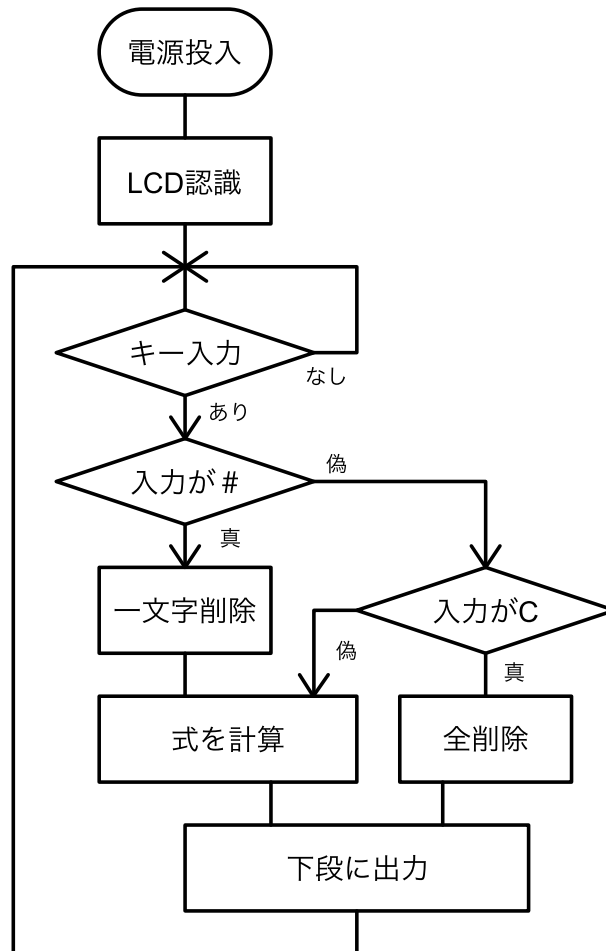 電源投入
LCD認識
キー入力
なし
あり
入力が#
偽
真
一文字削除
入力がC
偽
真
式を計算
全削除
下段に出力